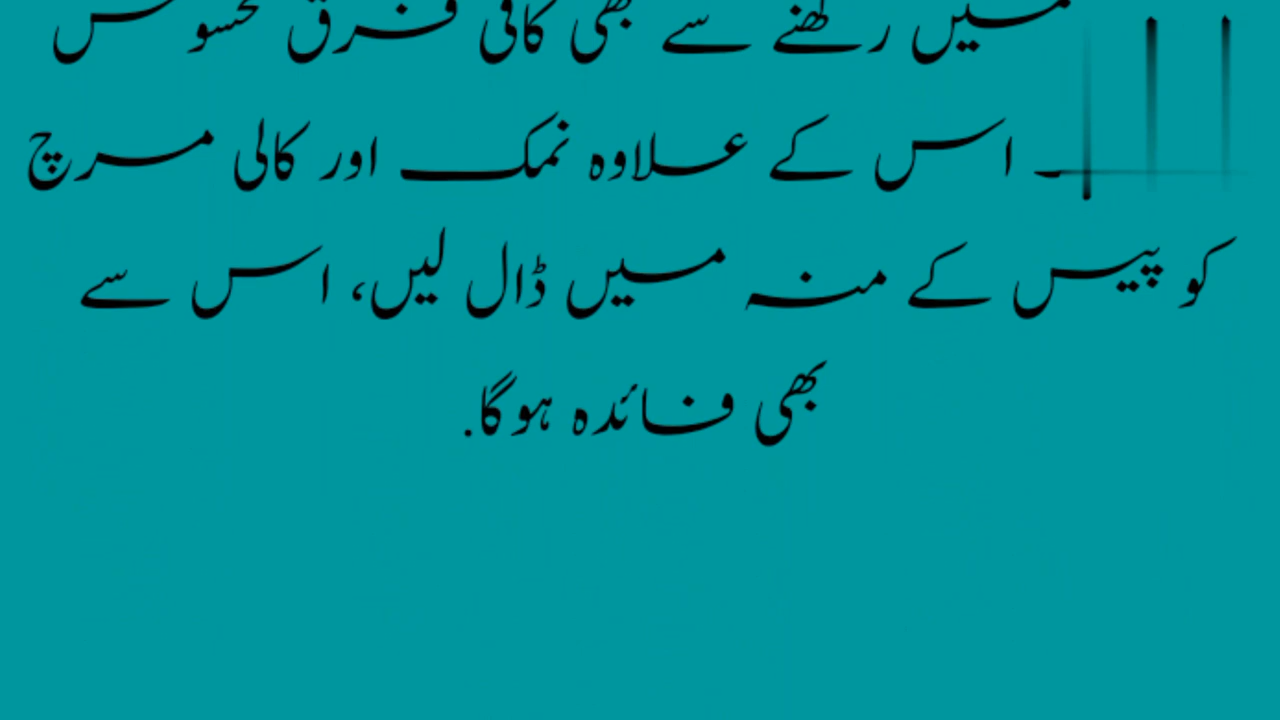 میں رکھنے سے بھی کافی فرق محسوس
۔ اس کے علاوہ نمک اور کالی مرچ
کو پیس کے منہ میں ڈال لیں، اس سے
بھی فائدہ ہوگا.